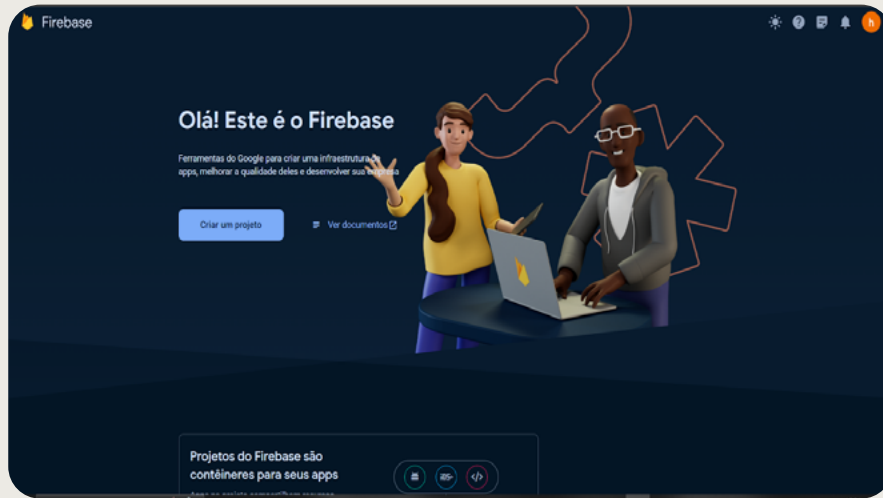 Firebase
h
Olá! Este é o Firebase
Ferramentas do Google para criar uma infraestrutura de
apps, melhorar a qualidade deles e desenvolver sua empresa
Criar um projeto
Ver documentos
Projetos do Firebase são
contêineres para seus apps
iOS+